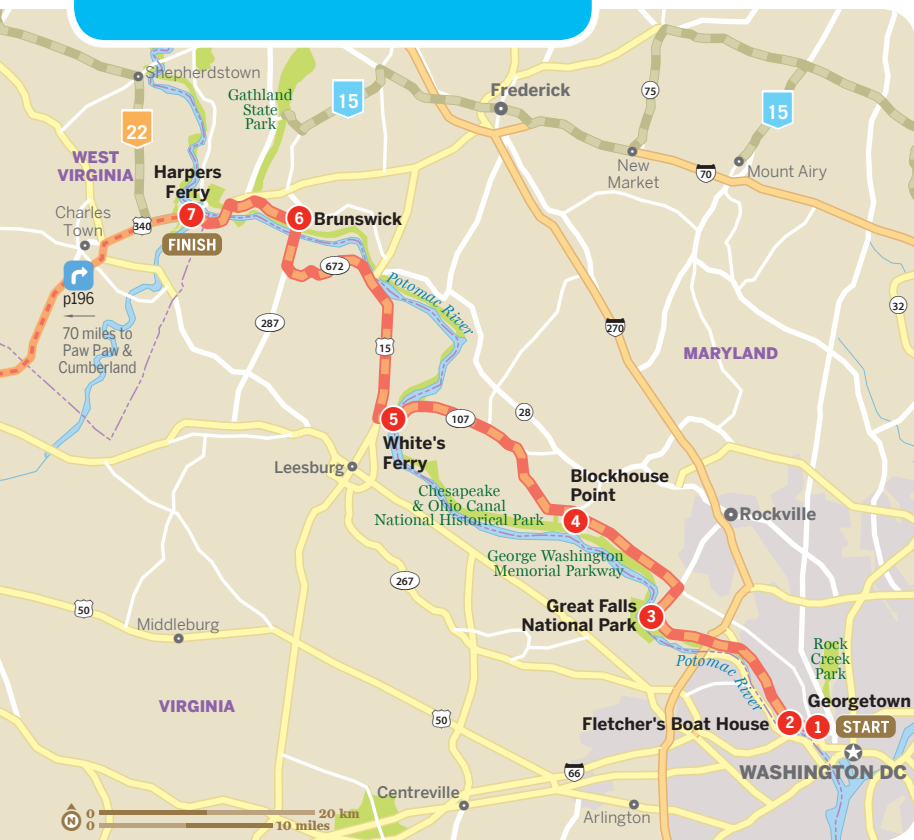 Shepherdstown
Gathland
State
Park
15
Frederick
75
15
22
WEST
VIRGINIA
Harpers
Ferry
New
Market
70
Mount Airy
Charles
Town
340
7
FINISH
6
Brunswick
672
p196
70 miles to
Paw Paw &
Cumberland
287
Potomac River
15
270
32
MARYLAND
5
White's
Ferry
107
28
Leesburg
Blockhouse
Point
4
Chesapeake
& Ohio Canal
National Historical Park
Rockville
George Washington
Memorial Parkway
267
50
Middleburg
Great Falls
National Park
3
Rock
Creek
Park
Potomac River
VIRGINIA
50
Georgetown
Fletcher's Boat House
2
1
START
WASHINGTON DC
66
Centreville
Arlington
N
0
20 km
0
10 miles